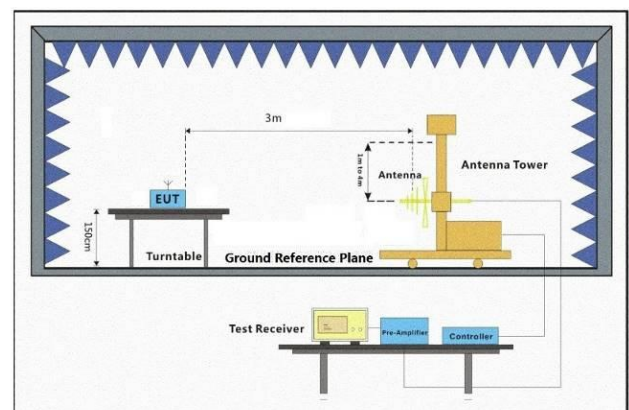 3m
1m to 4m
Antenna
Antenna Tower
EUT
150cm
Turntable
Ground Reference Plane
Test Receiver
Pre-Amplifier
Controller